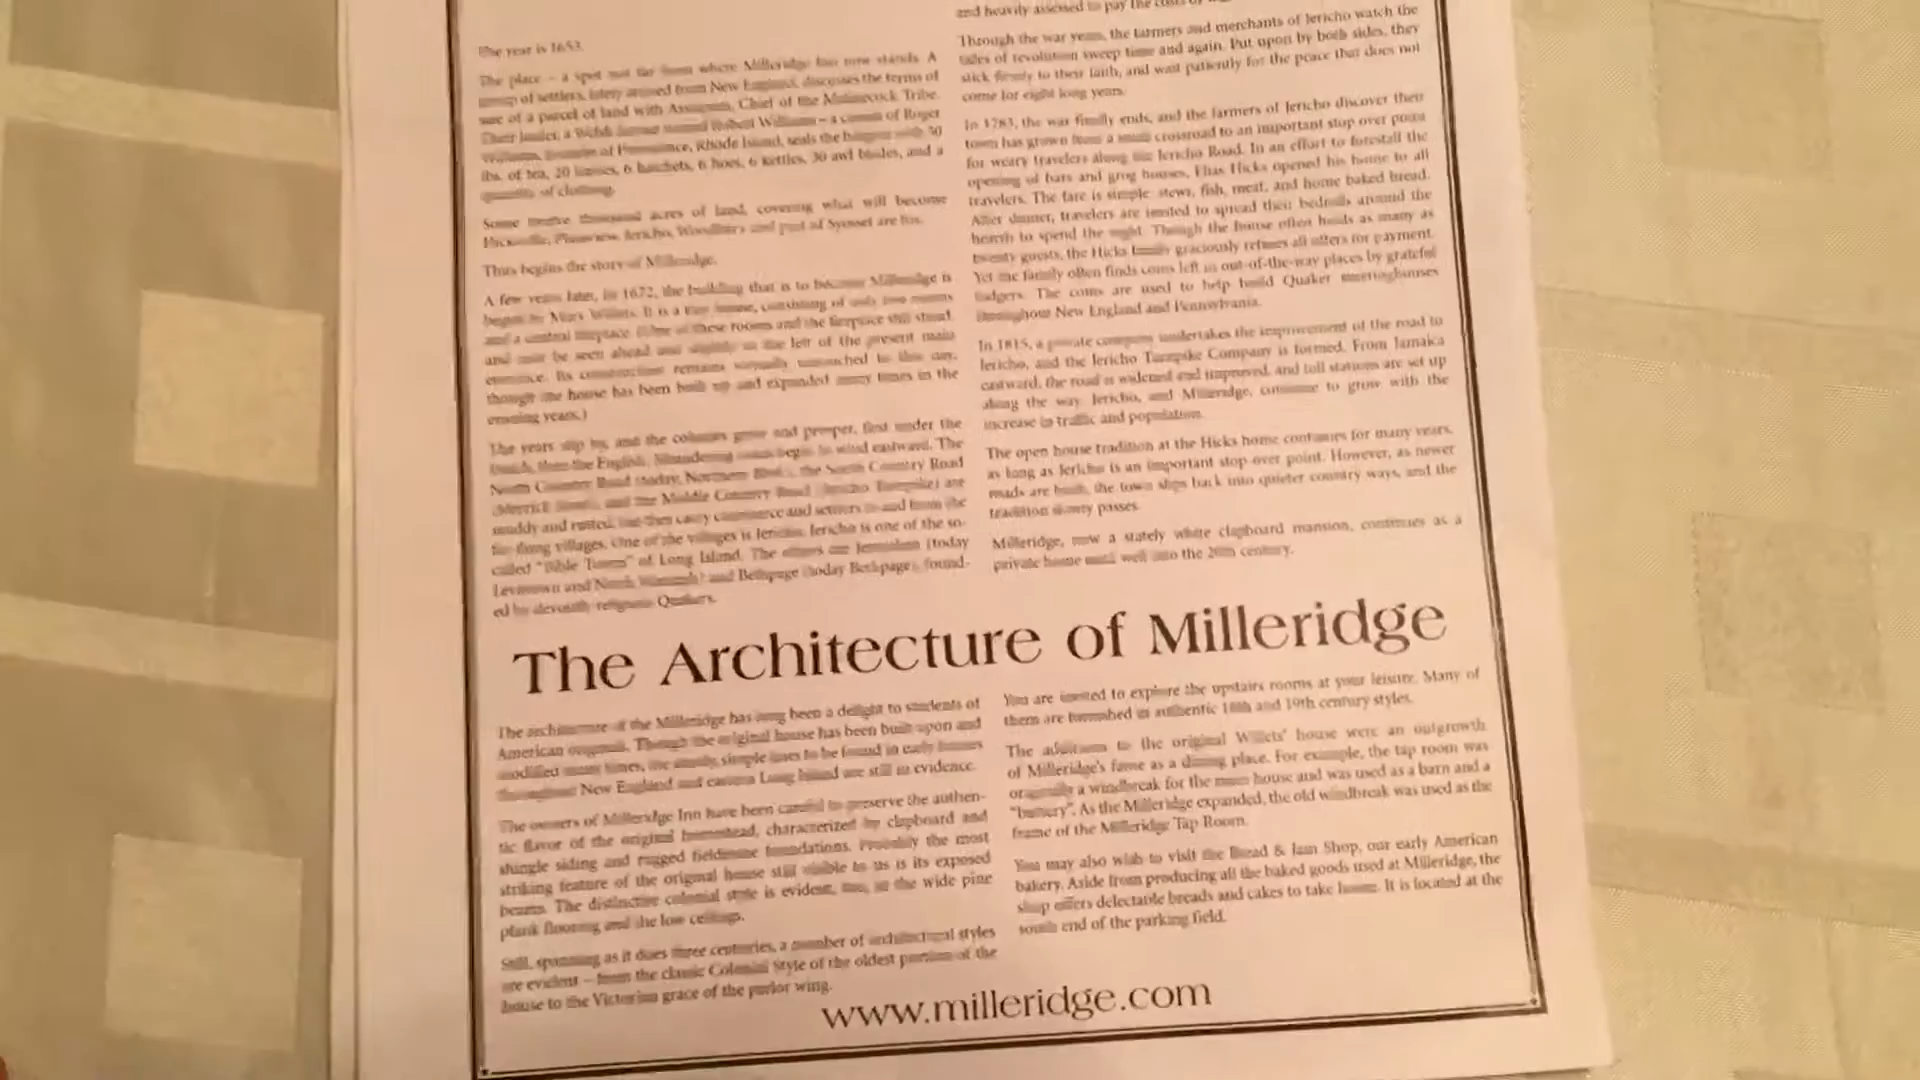 The year is 1653.
The place – a spot not far from where Milleridge Inn now stands. A
group of settlers, lately arrived from New England, discusses the terms of
sale of a parcel of land with Assiapum, Chief of the Matinecock Tribe.
Their leader, a Welsh farmer named Robert Williams – a cousin of Roger
Williams, founder of Providence, Rhode Island, seals the bargain with 30
lbs. of tea, 20 knives, 6 hatchets, 6 hoes, 6 kettles, 30 awl blades, and a
quantity of clothing.
Some twelve thousand acres of land, covering what will become
Hicksville, Plainview, Jericho, Woodbury and part of Syosset are his.
Thus begins the story of Milleridge.
A few years later, in 1672, the building that is to become Milleridge is
begun by Mary Willets. It is a tiny house, consisting of only two rooms
and a central fireplace. (One of these rooms and the fireplace still stand,
and may be seen ahead and slightly to the left of the present main
entrance. Its construction remains virtually untouched to this day,
though the house has been built up and expanded many times in the
ensuing years.)
The years slip by, and the colonies grow and prosper, first under the
Dutch, then the English. Meandering roads begin to wind eastward. The
North Country Road (today, Northern Blvd.), the South Country Road
(Merrick Road), and the Middle Country Road (Jericho Turnpike) are
muddy and rutted, but they carry commerce and settlers to and from the
far-flung villages. One of the villages is Jericho. Jericho is one of the so-
called "Bible Towns" of Long Island. The others are Jerusalem (today
Levittown and North Wantagh) and Bethpage (today Bethpage), found-
ed by devoutly religious Quakers.
and heavily assessed to pay the costs of
Through the war years, the farmers and merchants of Jericho watch the
tides of revolution sweep time and again. Put upon by both sides, they
stick firmly to their faith, and wait patiently for the peace that does not
come for eight long years.
In 1783, the war finally ends, and the farmers of Jericho discover their
town has grown from a small crossroad to an important stop over point
for weary travelers along the Jericho Road. In an effort to forestall the
opening of bars and grog houses, Elias Hicks opened his house to all
travelers. The fare is simple: stews, fish, meat, and home baked bread.
After dinner, travelers are invited to spread their bedrolls around the
hearth to spend the night. Though the house often holds as many as
twenty guests, the Hicks family graciously refuses all offers for payment.
Yet the family often finds coins left in out-of-the-way places by grateful
lodgers. The coins are used to help build Quaker meetinghouses
throughout New England and Pennsylvania.
In 1815, a private company undertakes the improvement of the road to
Jericho, and the Jericho Turnpike Company is formed. From Jamaica
eastward, the road is widened and improved, and toll stations are set up
along the way. Jericho, and Milleridge, continue to grow with the
increase in traffic and population.
The open house tradition at the Hicks home continues for many years,
as long as Jericho is an important stop over point. However, as newer
roads are built, the town slips back into quieter country ways, and the
tradition slowly passes.
Milleridge, now a stately white clapboard mansion, continues as a
private home until well into the 20th century.
The Architecture of Milleridge
The architecture of the Milleridge has long been a delight to students of
American originals. Though the original house has been built upon and
modified many times, the sturdy, simple lines to be found in early houses
throughout New England and eastern Long Island are still in evidence.
The owners of Milleridge Inn have been careful to preserve the authen-
tic flavor of the original homestead, characterized by clapboard and
shingle siding and rugged fieldstone foundations. Probably the most
striking feature of the original house still visible to us is its exposed
beams. The distinctive colonial style is evident, too, in the wide pine
plank flooring and the low ceilings.
Still, spanning as it does three centuries, a number of architectural styles
are evident – from the classic Colonial Style of the oldest portion of the
house to the Victorian grace of the parlor wing.
You are invited to explore the upstairs rooms at your leisure. Many of
them are furnished in authentic 18th and 19th century styles.
The additions to the original Willets' house were an outgrowth
of Milleridge's fame as a dining place. For example, the tap room was
originally a windbreak for the main house and was used as a barn and a
"buttery". As the Milleridge expanded, the old windbreak was used as the
frame of the Milleridge Tap Room.
You may also wish to visit the Bread & Jam Shop, our early American
bakery. Aside from producing all the baked goods used at Milleridge, the
shop offers delectable breads and cakes to take home. It is located at the
south end of the parking field.
www.milleridge.com